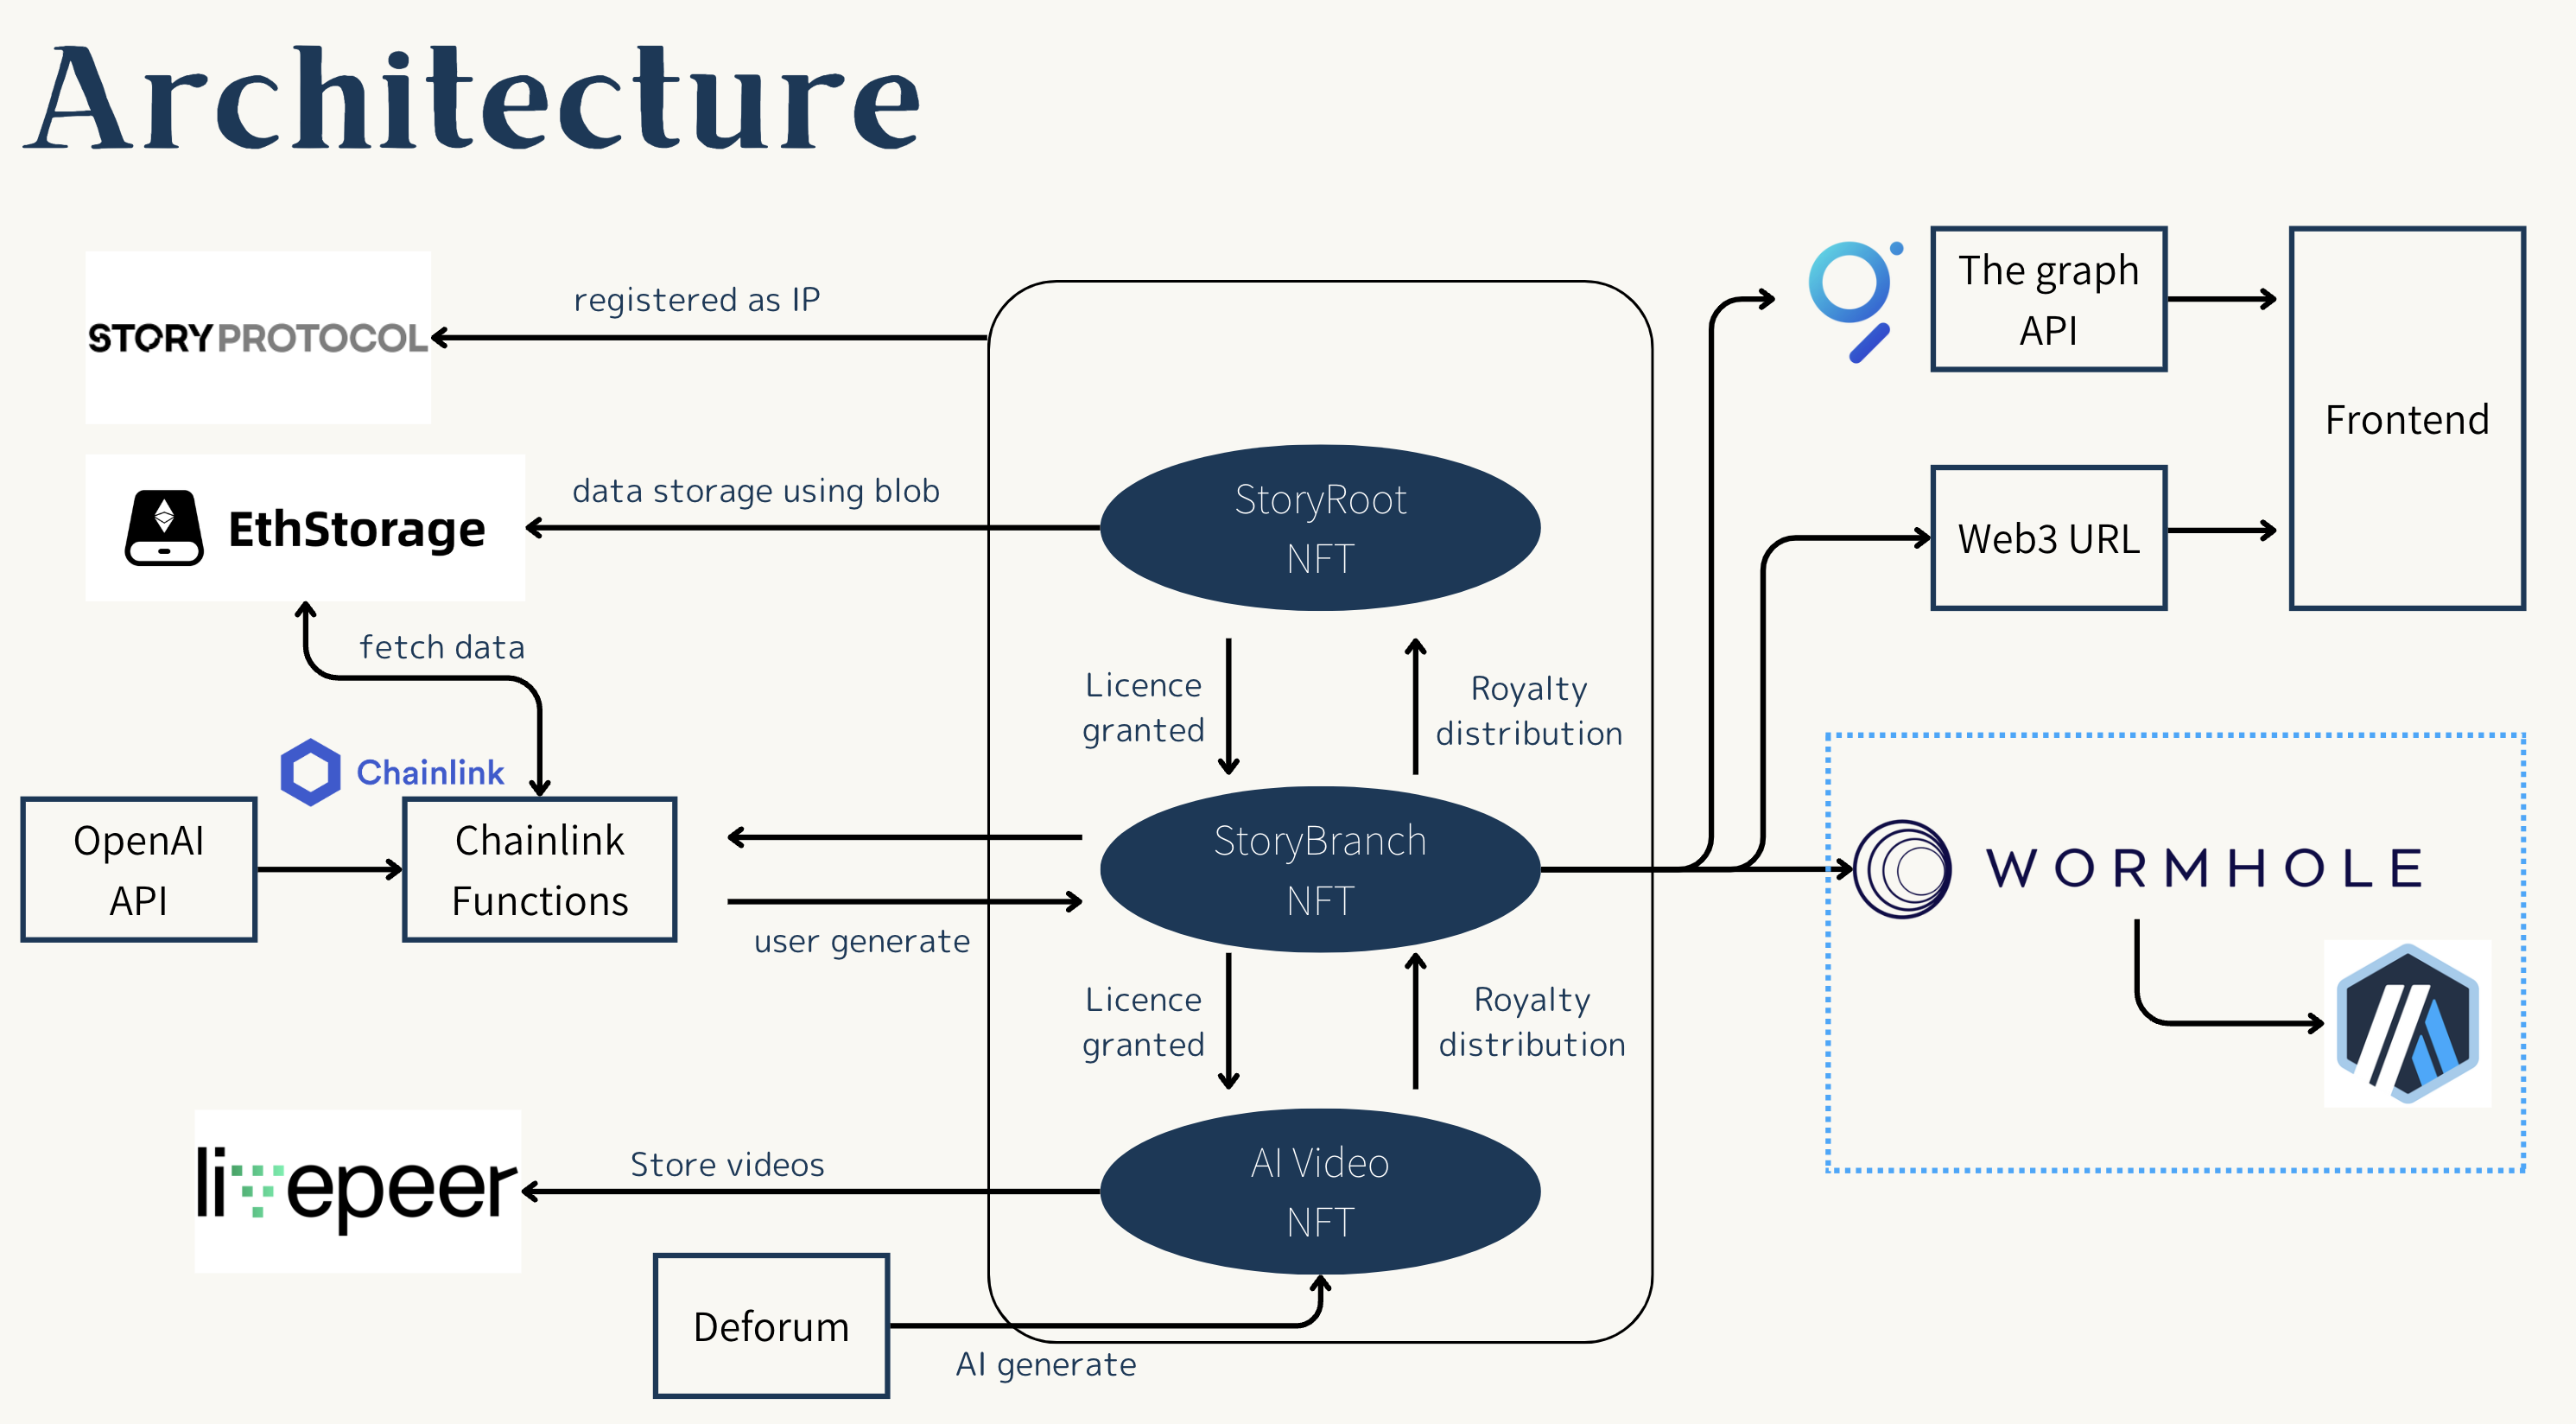 Architecture
STORY PROTOCOL
registered as IP
EthStorage
data storage using blob
fetch data
Chainlink
OpenAI
API
Chainlink
Functions
user generate
livepeer
Store videos
Deforum
AI generate
StoryRoot
NFT
Licence
granted
Royalty
distribution
StoryBranch
NFT
Licence
granted
Royalty
distribution
AI Video
NFT
The graph
API
Web3 URL
Frontend
WORMHOLE